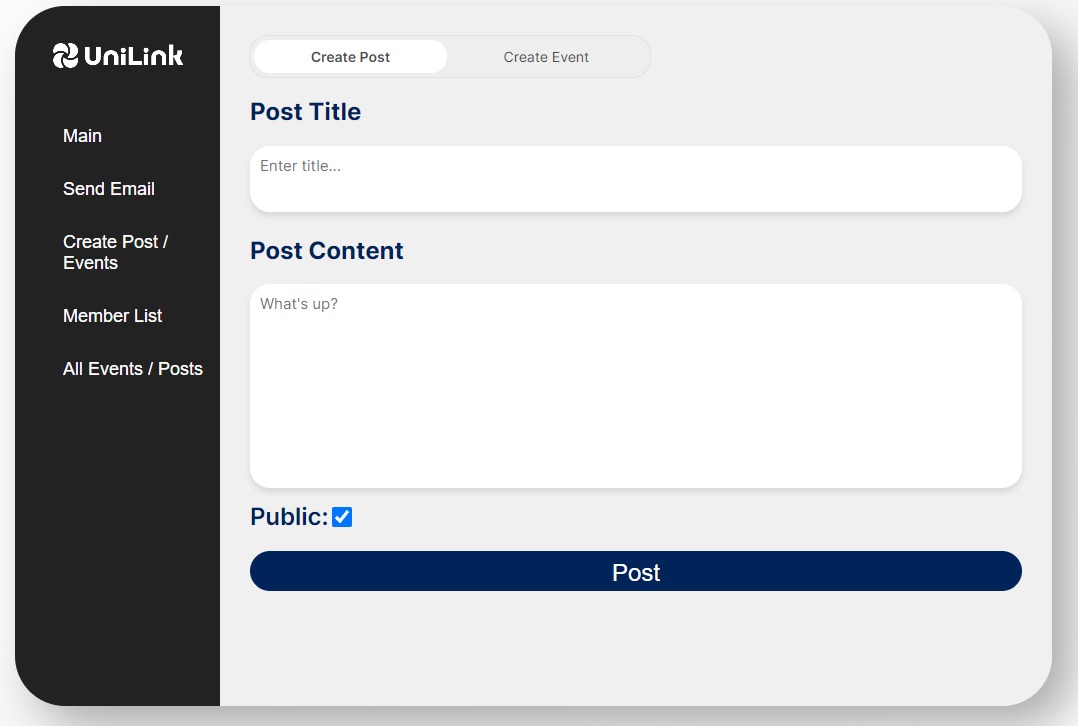 UniLink
Main
Send Email
Create Post /
Events
Member List
All Events / Posts
Create Post
Create Event
Post Title
Enter title...
Post Content
What's up?
Public:
Post